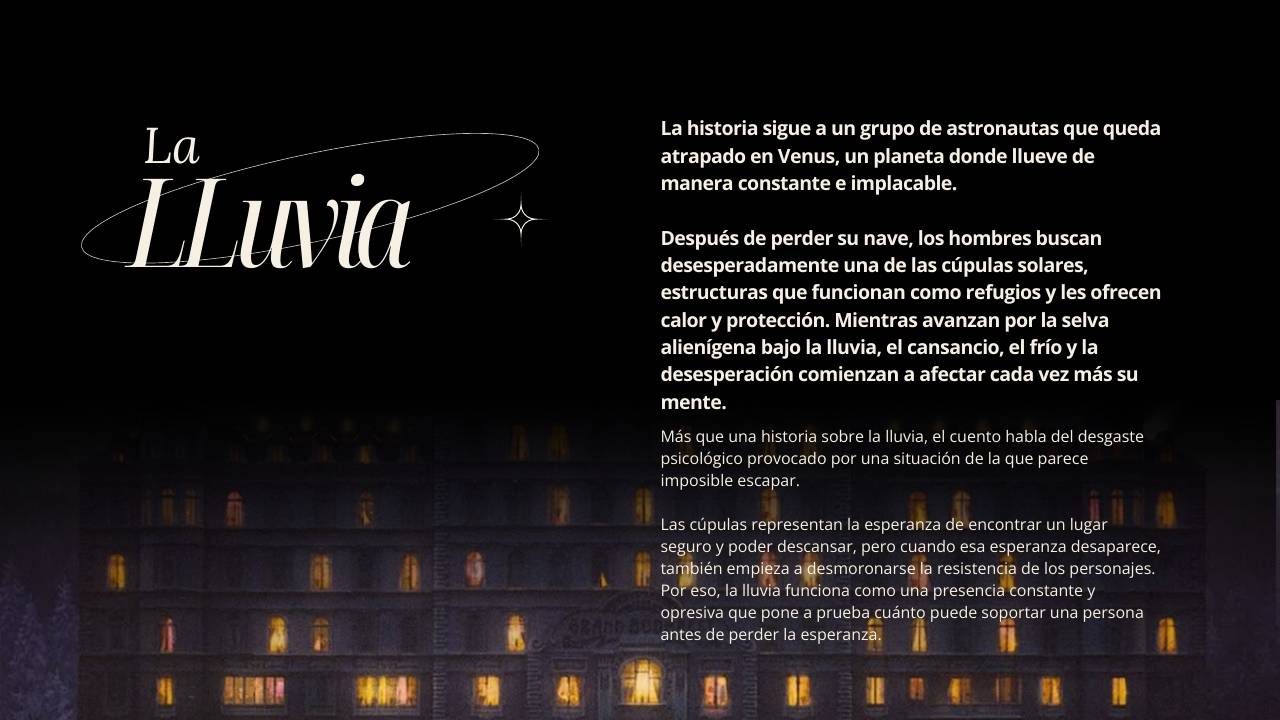 La
LLuvia
La historia sigue a un grupo de astronautas que queda
atrapado en Venus, un planeta donde llueve de
manera constante e implacable.
Después de perder su nave, los hombres buscan
desesperadamente una de las cúpulas solares,
estructuras que funcionan como refugios y les ofrecen
calor y protección. Mientras avanzan por la selva
alienígena bajo la lluvia, el cansancio, el frío y la
desesperación comienzan a afectar cada vez más su
mente.
Más que una historia sobre la lluvia, el cuento habla del desgaste
psicológico provocado por una situación de la que parece
imposible escapar.
Las cúpulas representan la esperanza de encontrar un lugar
seguro y poder descansar, pero cuando esa esperanza desaparece,
también empieza a desmoronarse la resistencia de los personajes.
Por eso, la lluvia funciona como una presencia constante y
opresiva que pone a prueba cuánto puede soportar una persona
antes de perder la esperanza.
GRAND